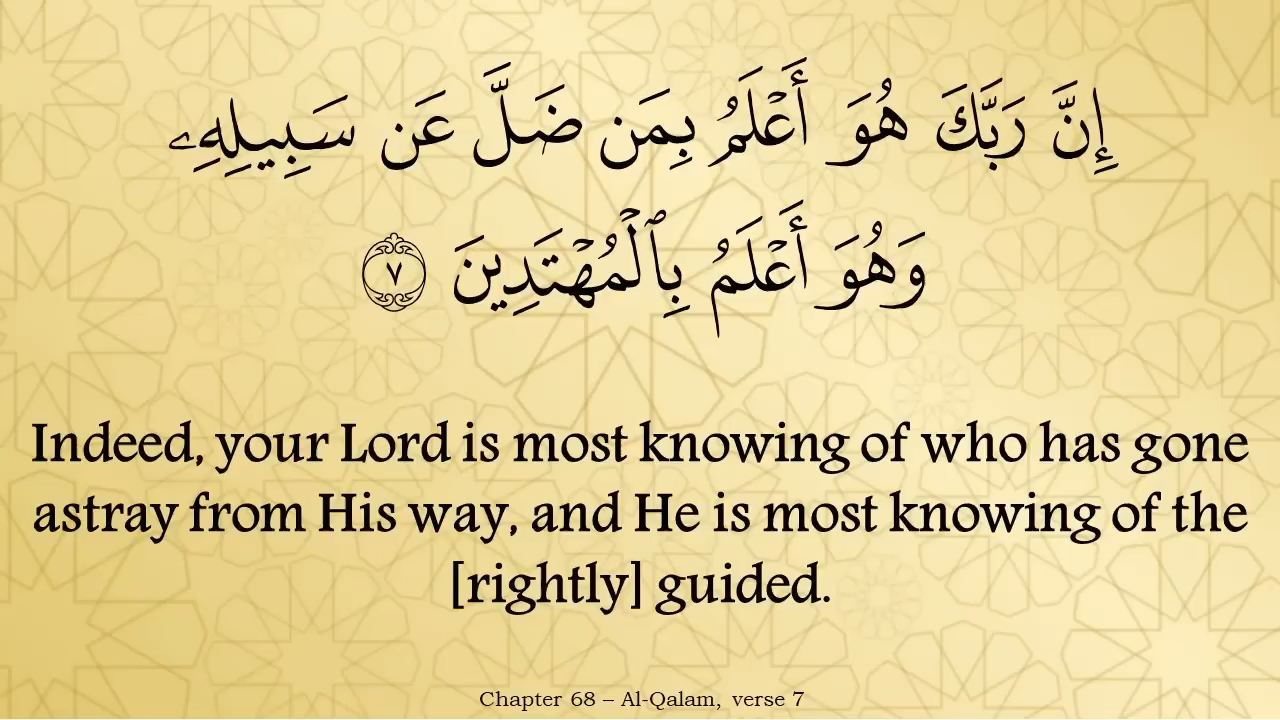 إِنَّ رَبَّكَ هُوَ أَعْلَمُ بِمَن ضَلَّ عَن سَبِيلِهِۦ
وَهُوَ أَعْلَمُ بِٱلْمُهْتَدِينَ ٧
Indeed, your Lord is most knowing of who has gone
astray from His way, and He is most knowing of the
[rightly] guided.
Chapter 68 – Al-Qalam, verse 7